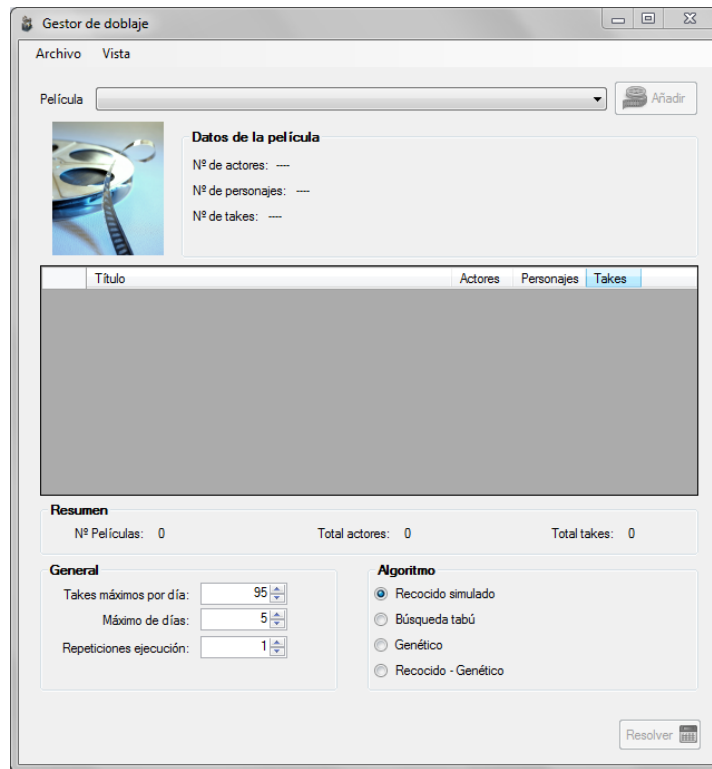 Gestor de doblaje
Archivo Vista
Película Añadir
Datos de la película
Nº de actores: ----
Nº de personajes: ----
Nº de takes: ----
Título Actores Personajes Takes
Resumen
Nº Películas: 0 Total actores: 0 Total takes: 0
General
Takes máximos por día: 95
Máximo de días: 5
Repeticiones ejecución: 1
Algoritmo
Recocido simulado
Búsqueda tabú
Genético
Recocido - Genético
Resolver